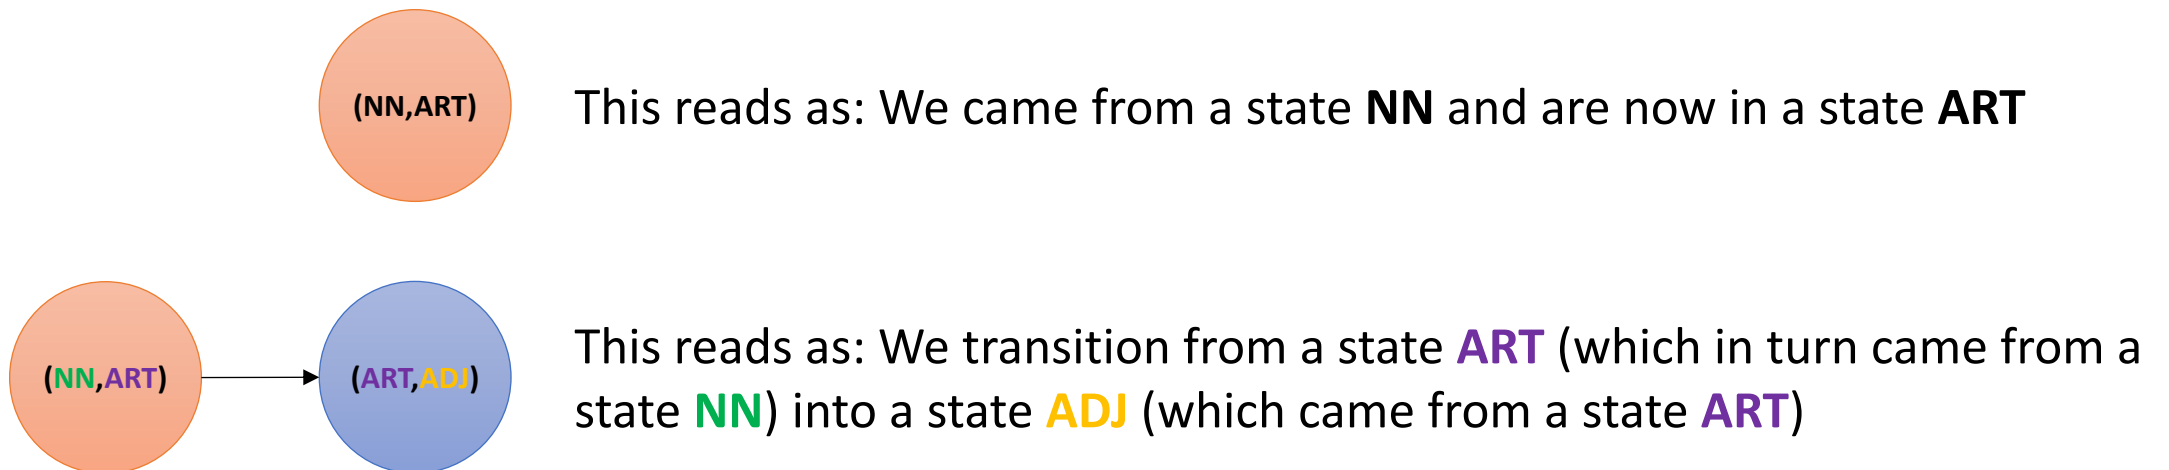 (NN,ART)
This reads as: We came from a state NN and are now in a state ART
(NN,ART)
(ART,ADJ)
This reads as: We transition from a state ART (which in turn came from a
state NN) into a state ADJ (which came from a state ART)